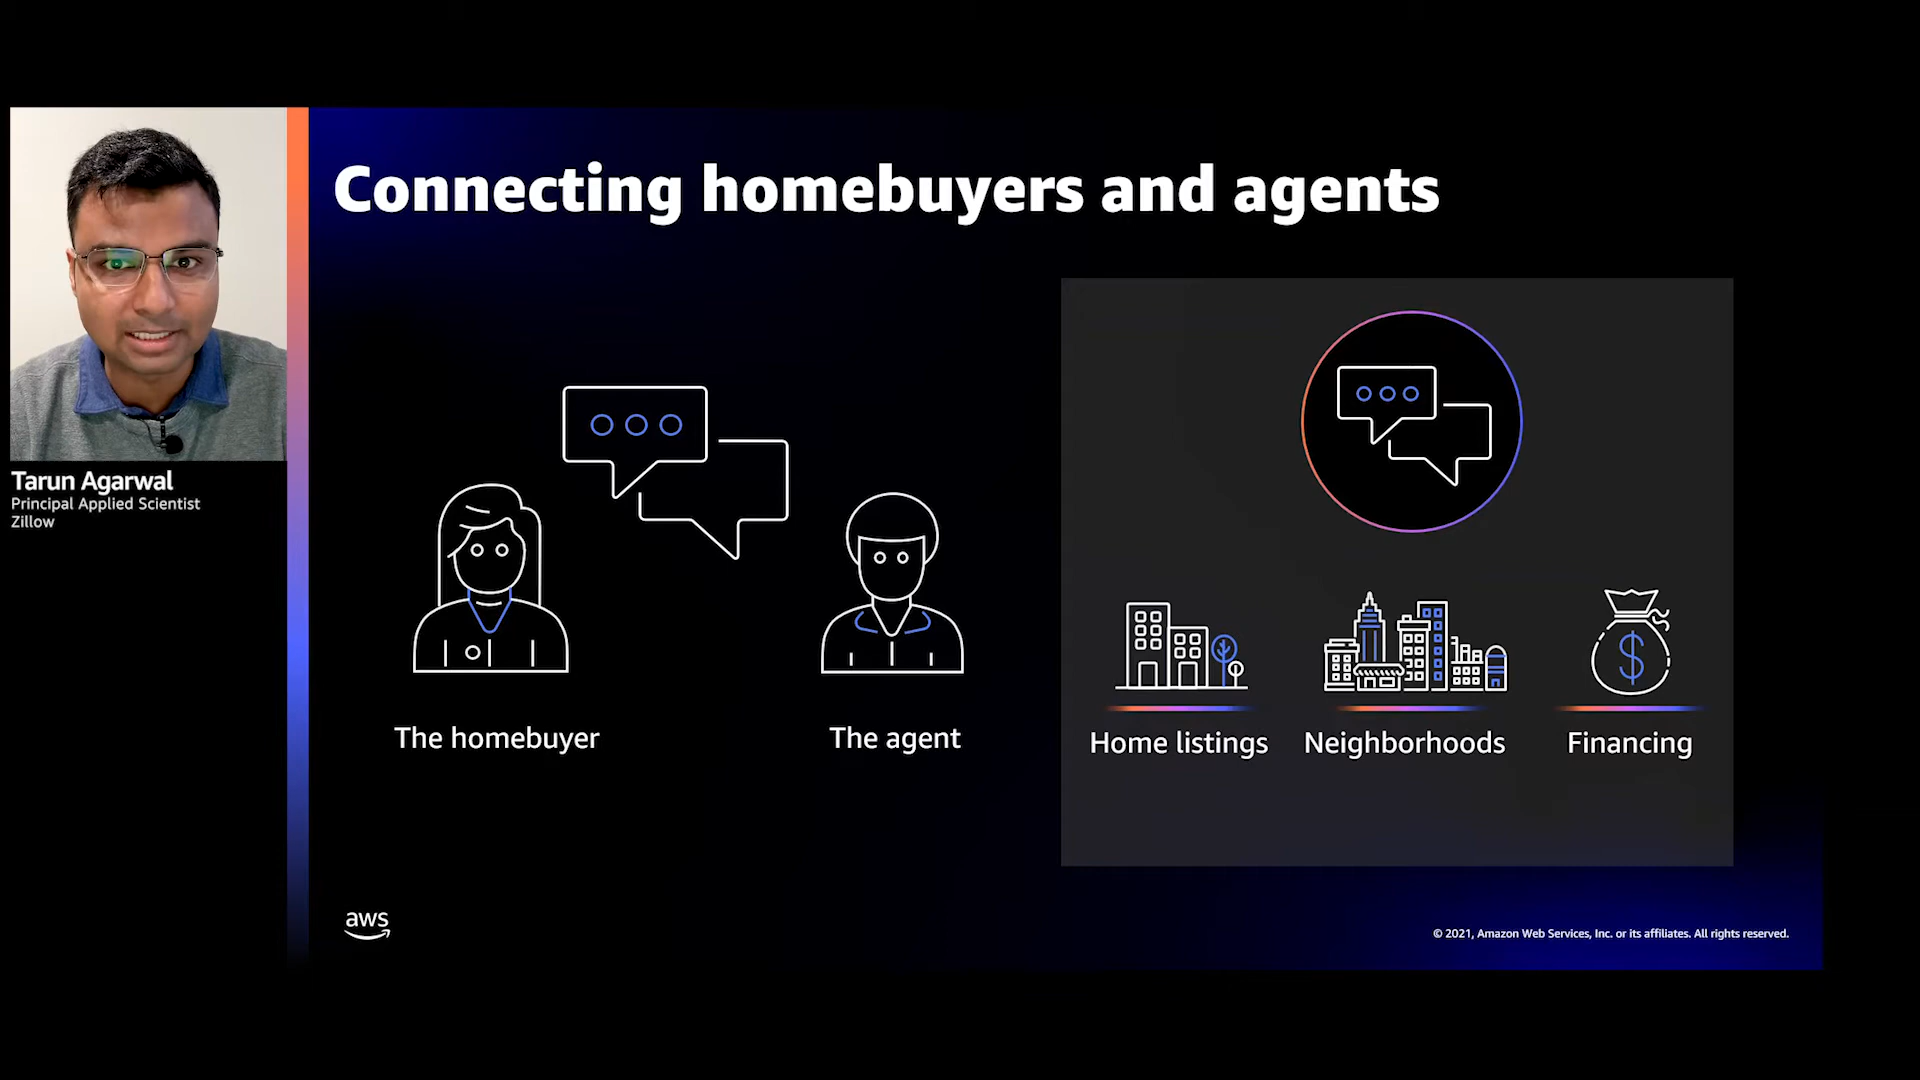 Connecting homebuyers and agents
Tarun Agarwal
Principal Applied Scientist
Zillow
The homebuyer
The agent
Home listings
Neighborhoods
Financing
aws
© 2021, Amazon Web Services, Inc. or its affiliates. All rights reserved.